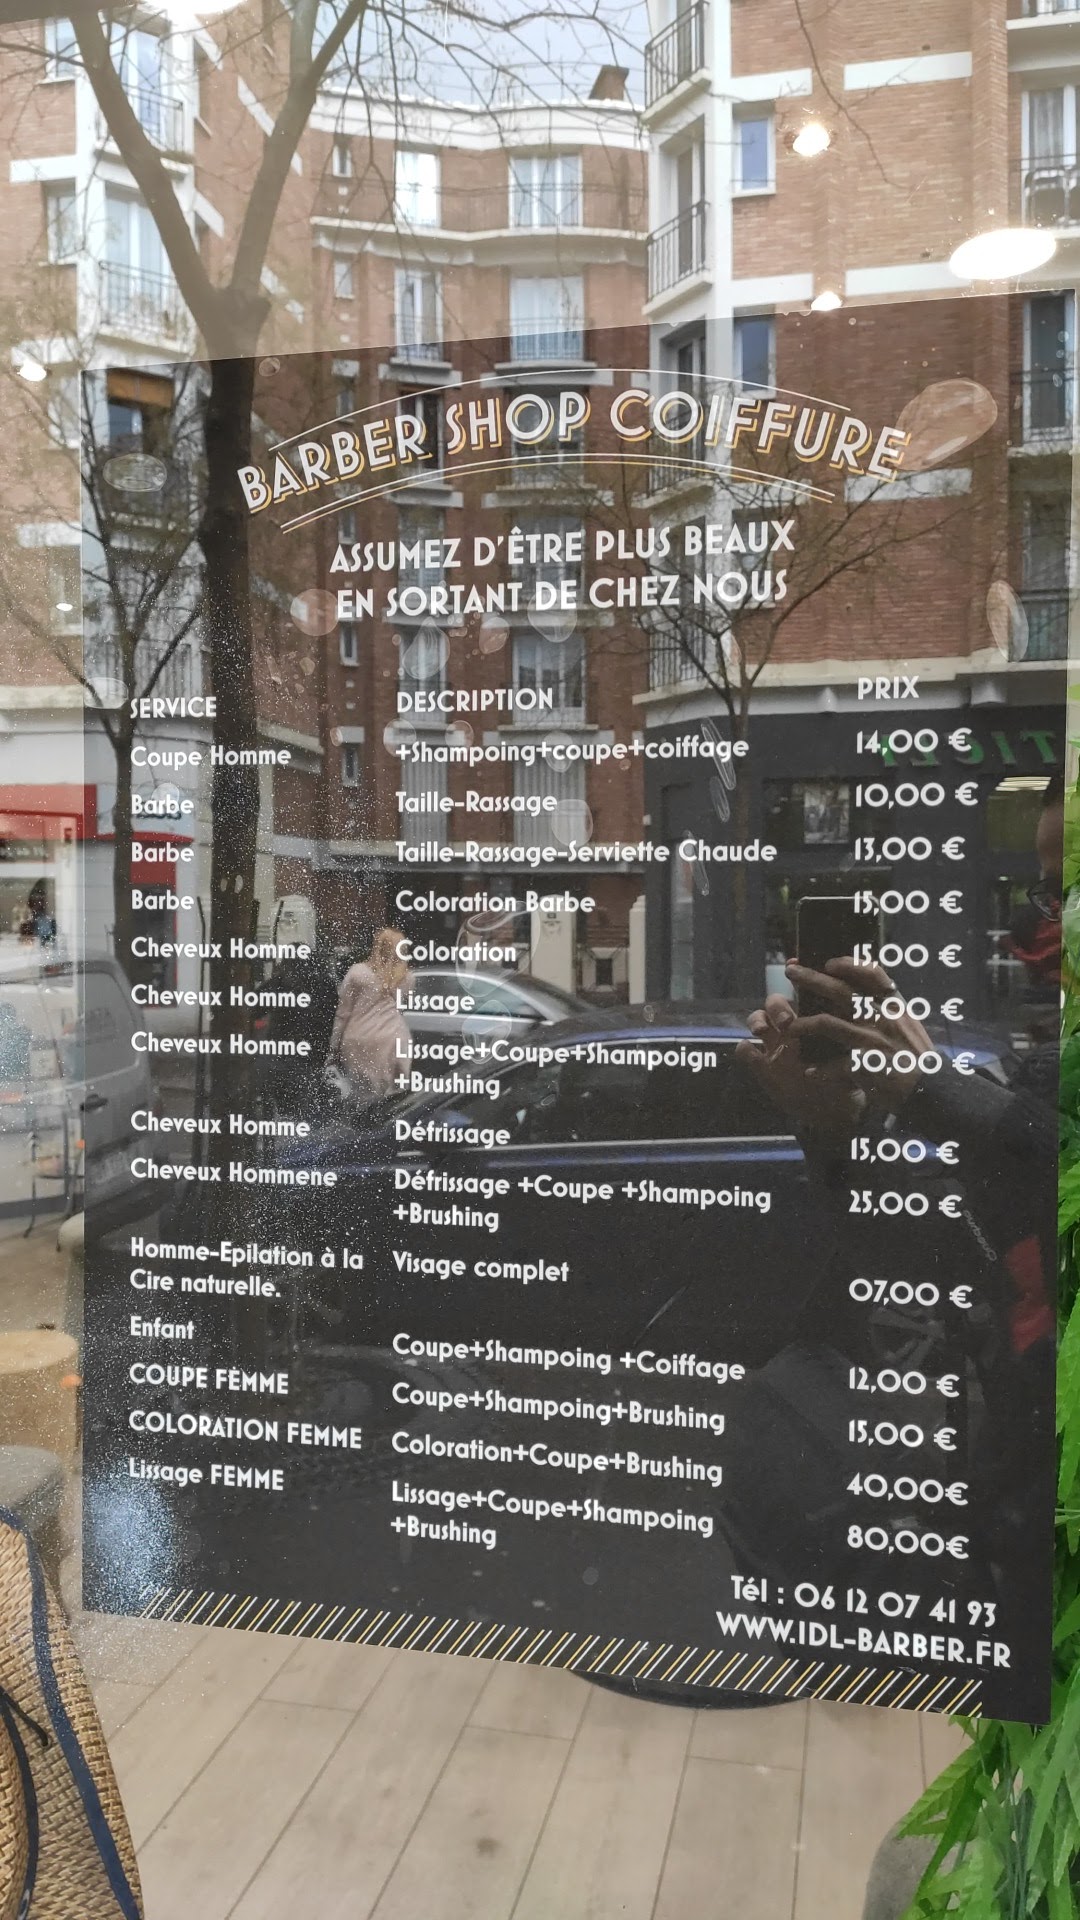 BARBER SHOP COIFFURE
ASSUMEZ D'ÊTRE PLUS BEAUX
EN SORTANT DE CHEZ NOUS
SERVICE DESCRIPTION PRIX
Coupe Homme +Shampoing+coupe+coiffage 14,00 €
Barbe Taille-Rassage 10,00 €
Barbe Taille-Rassage-Serviette Chaude 13,00 €
Barbe Coloration Barbe 15,00 €
Cheveux Homme Coloration 15,00 €
Cheveux Homme Lissage 35,00 €
Cheveux Homme Lissage+Coupe+Shampoign 50,00 €
+Brushing
Cheveux Homme Défrissage 15,00 €
Cheveux Hommene Défrissage +Coupe +Shampoing 25,00 €
+Brushing
Homme-Epilation à la Visage complet 07,00 €
Cire naturelle.
Enfant Coupe+Shampoing +Coiffage 12,00 €
COUPE FEMME Coupe+Shampoing+Brushing 15,00 €
COLORATION FEMME Coloration+Coupe+Brushing 40,00€
Lissage FEMME Lissage+Coupe+Shampoing 80,00€
+Brushing
Tél : 06 12 07 41 93
WWW.IDL-BARBER.FR